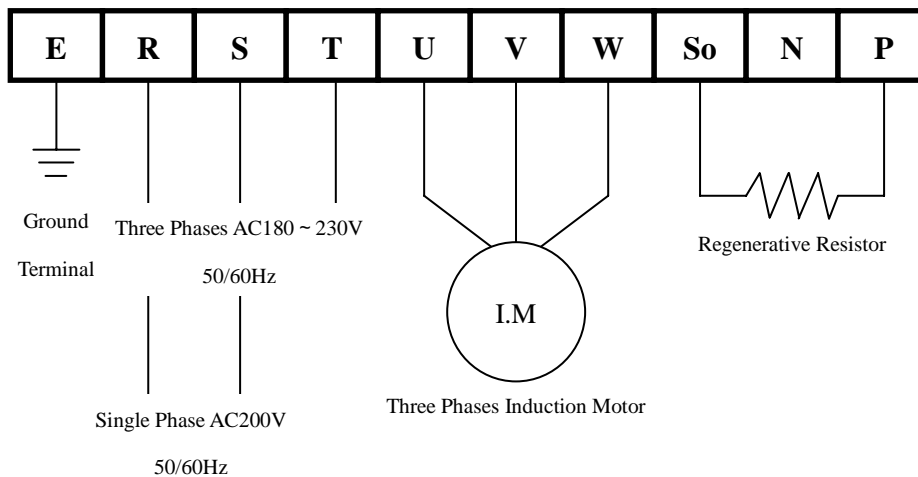 E R S T U V W So N P
Ground
Terminal
Three Phases AC180 ~ 230V
50/60Hz
Single Phase AC200V
50/60Hz
I.M
Three Phases Induction Motor
Regenerative Resistor